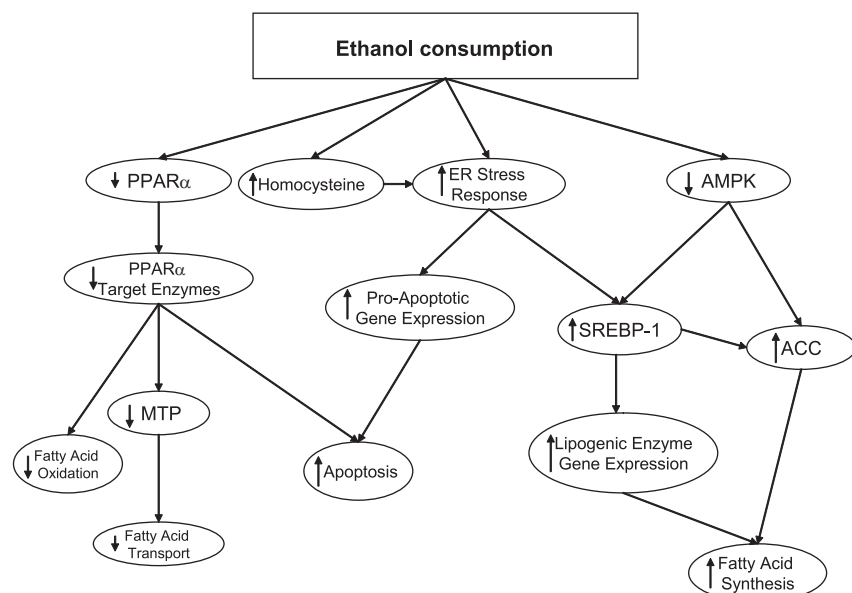 Ethanol consumption
PPARα
Homocysteine
ER Stress
Response
AMPK
PPARα
Target Enzymes
Pro-Apoptotic
Gene Expression
SREBP-1
ACC
MTP
Fatty Acid
Oxidation
Apoptosis
Lipogenic Enzyme
Gene Expression
Fatty Acid
Transport
Fatty Acid
Synthesis